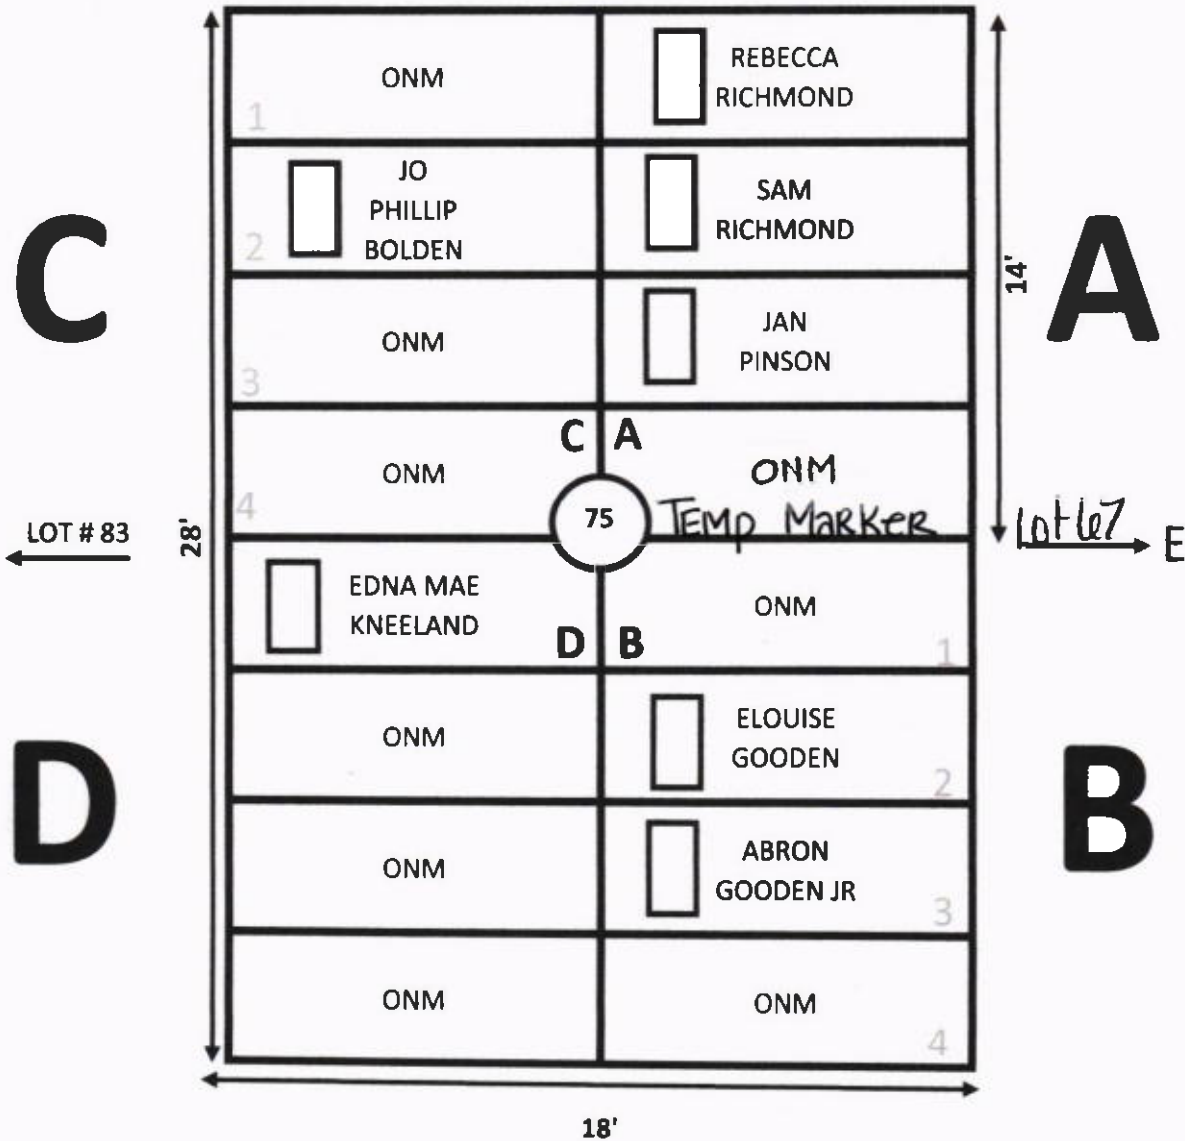 ONM
1
REBECCA
RICHMOND
JO
PHILLIP
BOLDEN
2
SAM
RICHMOND
C
A
14'
ONM
3
JAN
PINSON
ONM
4
C A
ONM
TEMP MARKER
75
LOT # 83
28'
Lot 67
E
EDNA MAE
KNEELAND
D B
ONM
1
ONM
ELOUISE
GOODEN
2
D
B
ONM
ABRON
GOODEN JR
3
ONM
ONM
4
18'